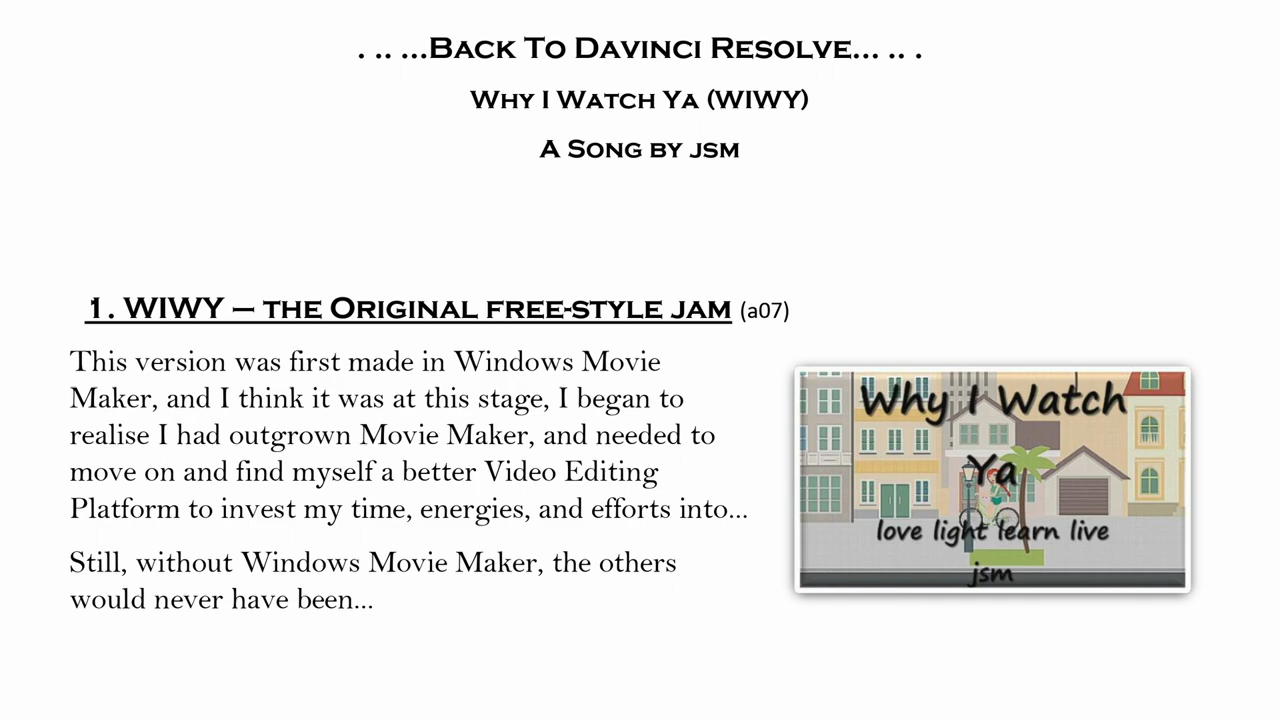 . .. ...Back To Davinci Resolve... .. .
Why I Watch Ya (WIWY)
A Song by jsm
1. WIWY – the Original free-style jam (a07)
This version was first made in Windows Movie
Maker, and I think it was at this stage, I began to
realise I had outgrown Movie Maker, and needed to
move on and find myself a better Video Editing
Platform to invest my time, energies, and efforts into...
Still, without Windows Movie Maker, the others
would never have been...
Why I Watch
Ya
love light learn live
jsm